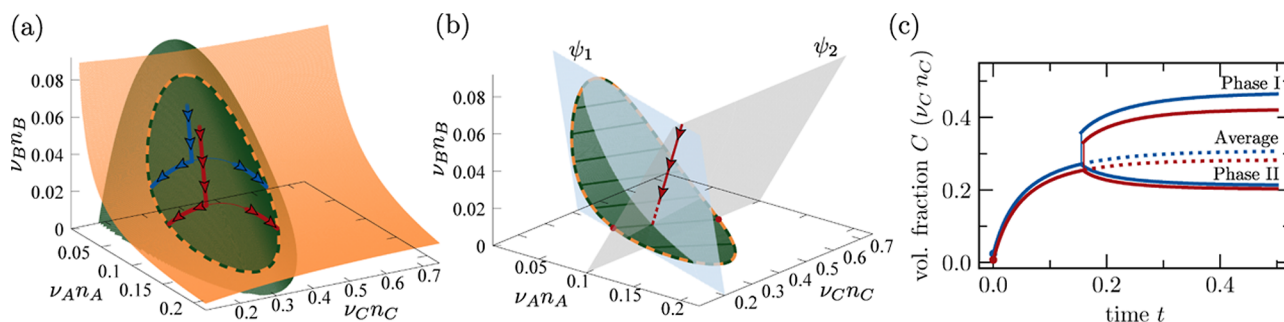 (a)
0.08
0.06
0.04
0.02
0
ν_B n_B
0.05
0.1
0.15
0.2
ν_A n_A
0.2 0.3 0.4 0.5 0.6 0.7
ν_C n_C
(b)
ψ_1
ψ_2
0.08
0.06
0.04
0.02
0
ν_B n_B
0.05
0.1
0.15
0.2
ν_A n_A
0.2 0.3 0.4 0.5 0.6 0.7
ν_C n_C
(c)
Phase I
Average
Phase II
0.4
0.2
0.0
vol. fraction C (ν_C n_C)
0.0 0.2 0.4
time t